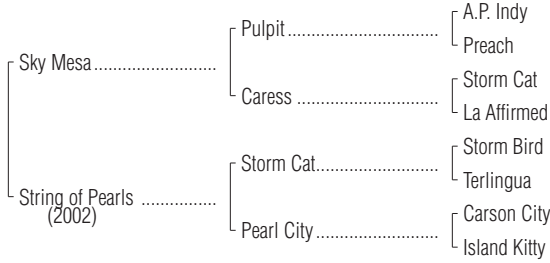 A.P. Indy
Pulpit
Preach
Sky Mesa
Storm Cat
Caress
La Affirmed
Storm Bird
Storm Cat
Terlingua
String of Pearls
(2002)
Carson City
Pearl City
Island Kitty